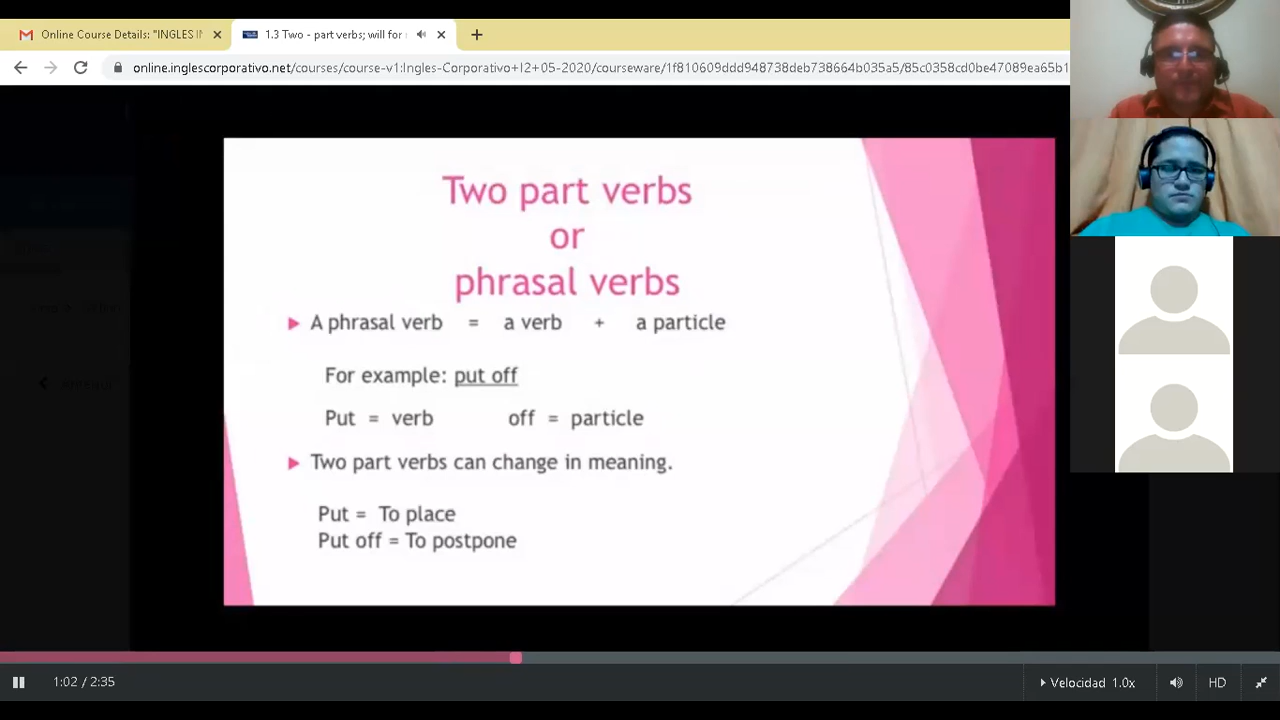 Online Course Details: "INGLES IN
1.3 Two - part verbs; will for
online.inglescorporativo.net/courses/course-v1:Ingles-Corporativo+I2+05-2020/courseware/1f810609ddd948738deb738664b035a5/85c0358cd0be47089ea65b1
Two part verbs
or
phrasal verbs
A phrasal verb = a verb + a particle
For example: put off
Put = verb off = particle
Two part verbs can change in meaning.
Put = To place
Put off = To postpone
1:02 / 2:35 Velocidad 1.0x HD